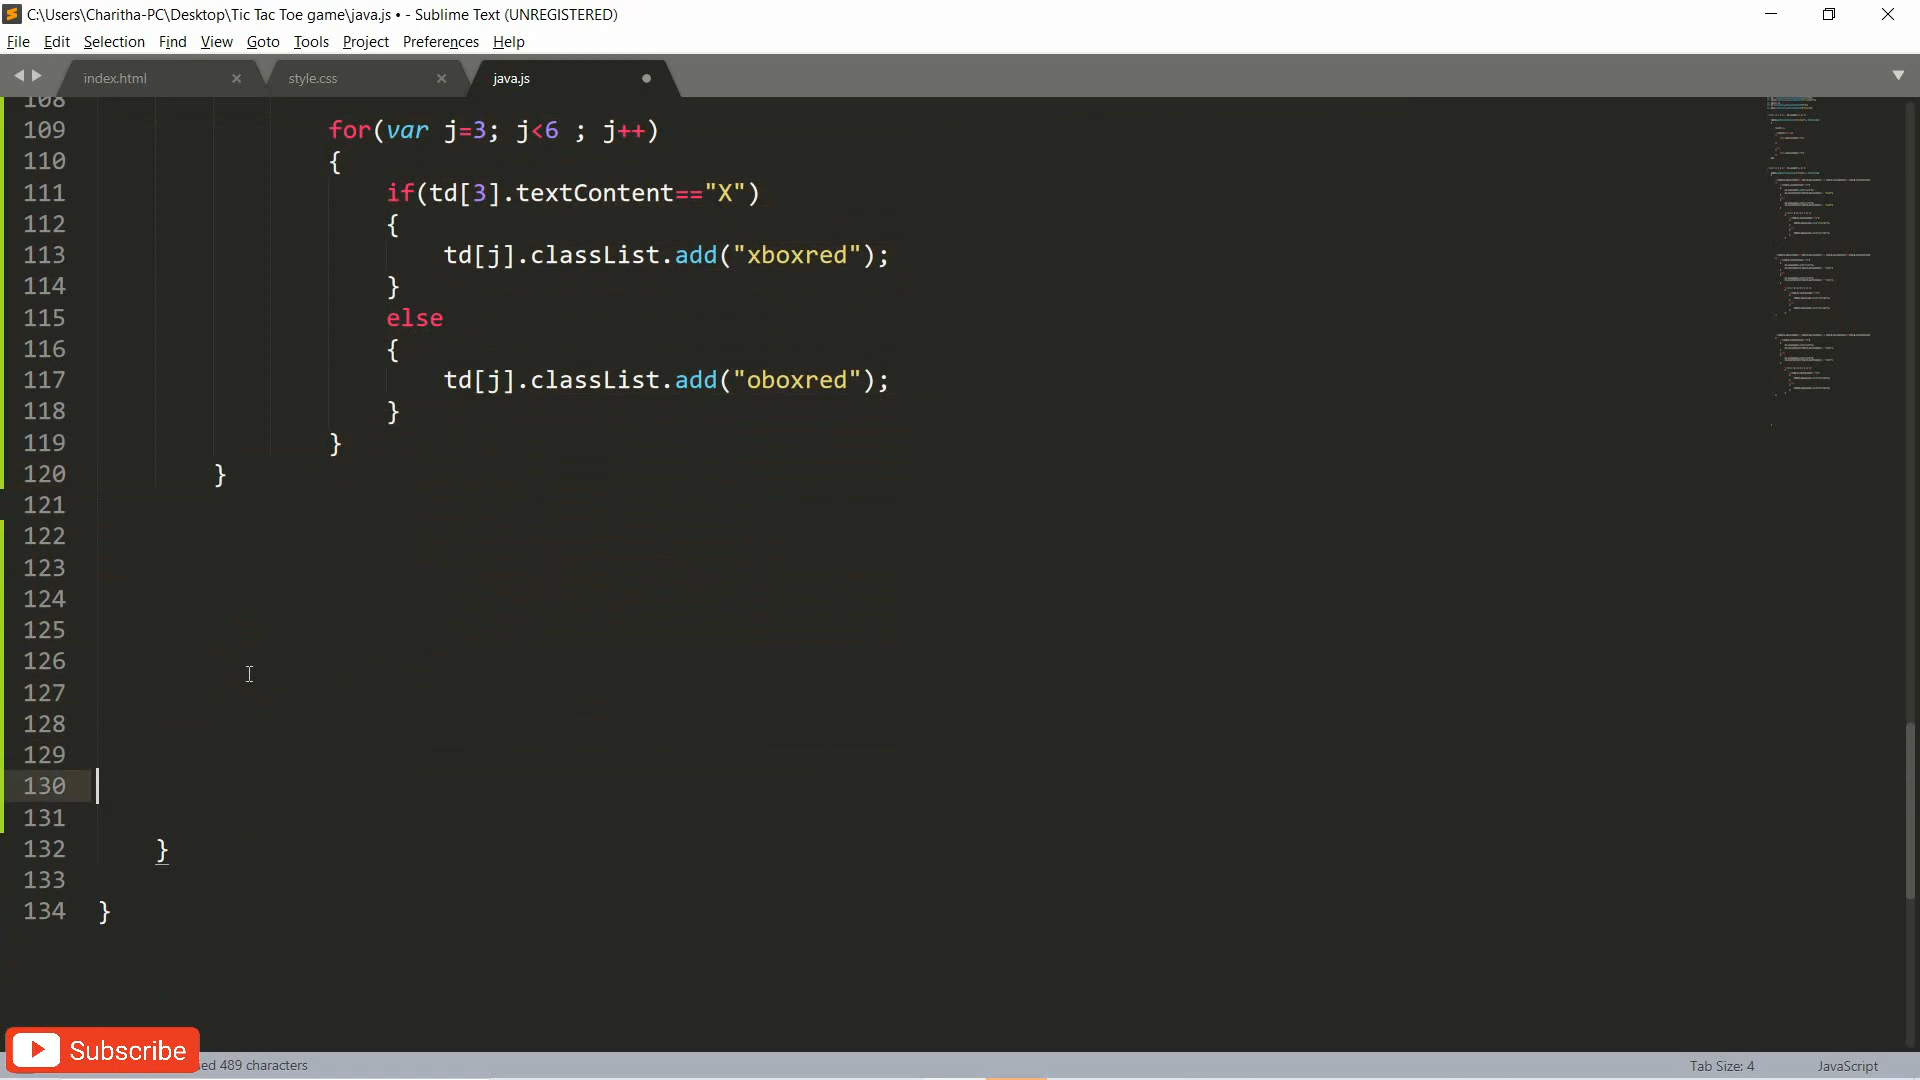 C:\Users\Charitha-PC\Desktop\Tic Tac Toe game\java.js • - Sublime Text (UNREGISTERED)
File Edit Selection Find View Goto Tools Project Preferences Help
index.html style.css java.js
108
109 for(var j=3; j<6 ; j++)
110 {
111 if(td[3].textContent=="X")
112 {
113 td[j].classList.add("xboxred");
114 }
115 else
116 {
117 td[j].classList.add("oboxred");
118 }
119 }
120 }
121
122
123
124
125
126
127
128
129
130
131
132 }
133
134 }
Subscribe
489 characters Tab Size: 4 JavaScript